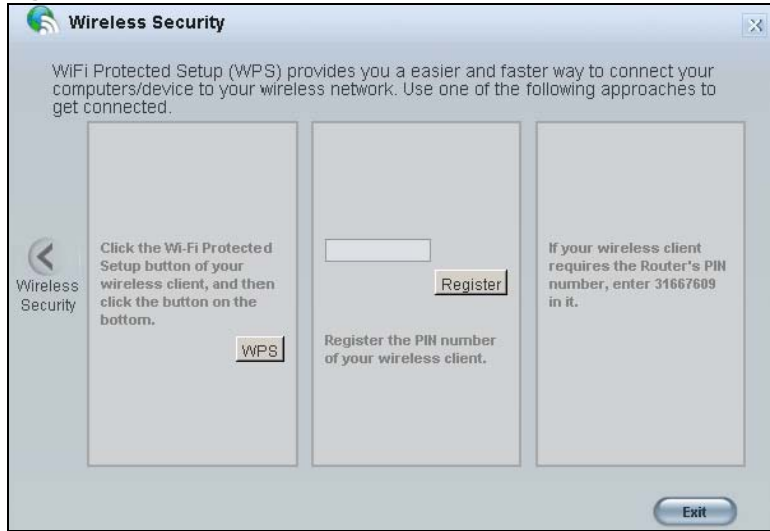 Wireless Security
WiFi Protected Setup (WPS) provides you a easier and faster way to connect your
computers/device to your wireless network. Use one of the following approaches to
get connected.
Wireless
Security
Click the Wi-Fi Protected
Setup button of your
wireless client, and then
click the button on the
bottom.
WPS
Register
Register the PIN number
of your wireless client.
If your wireless client
requires the Router's PIN
number, enter 31667609
in it.
Exit